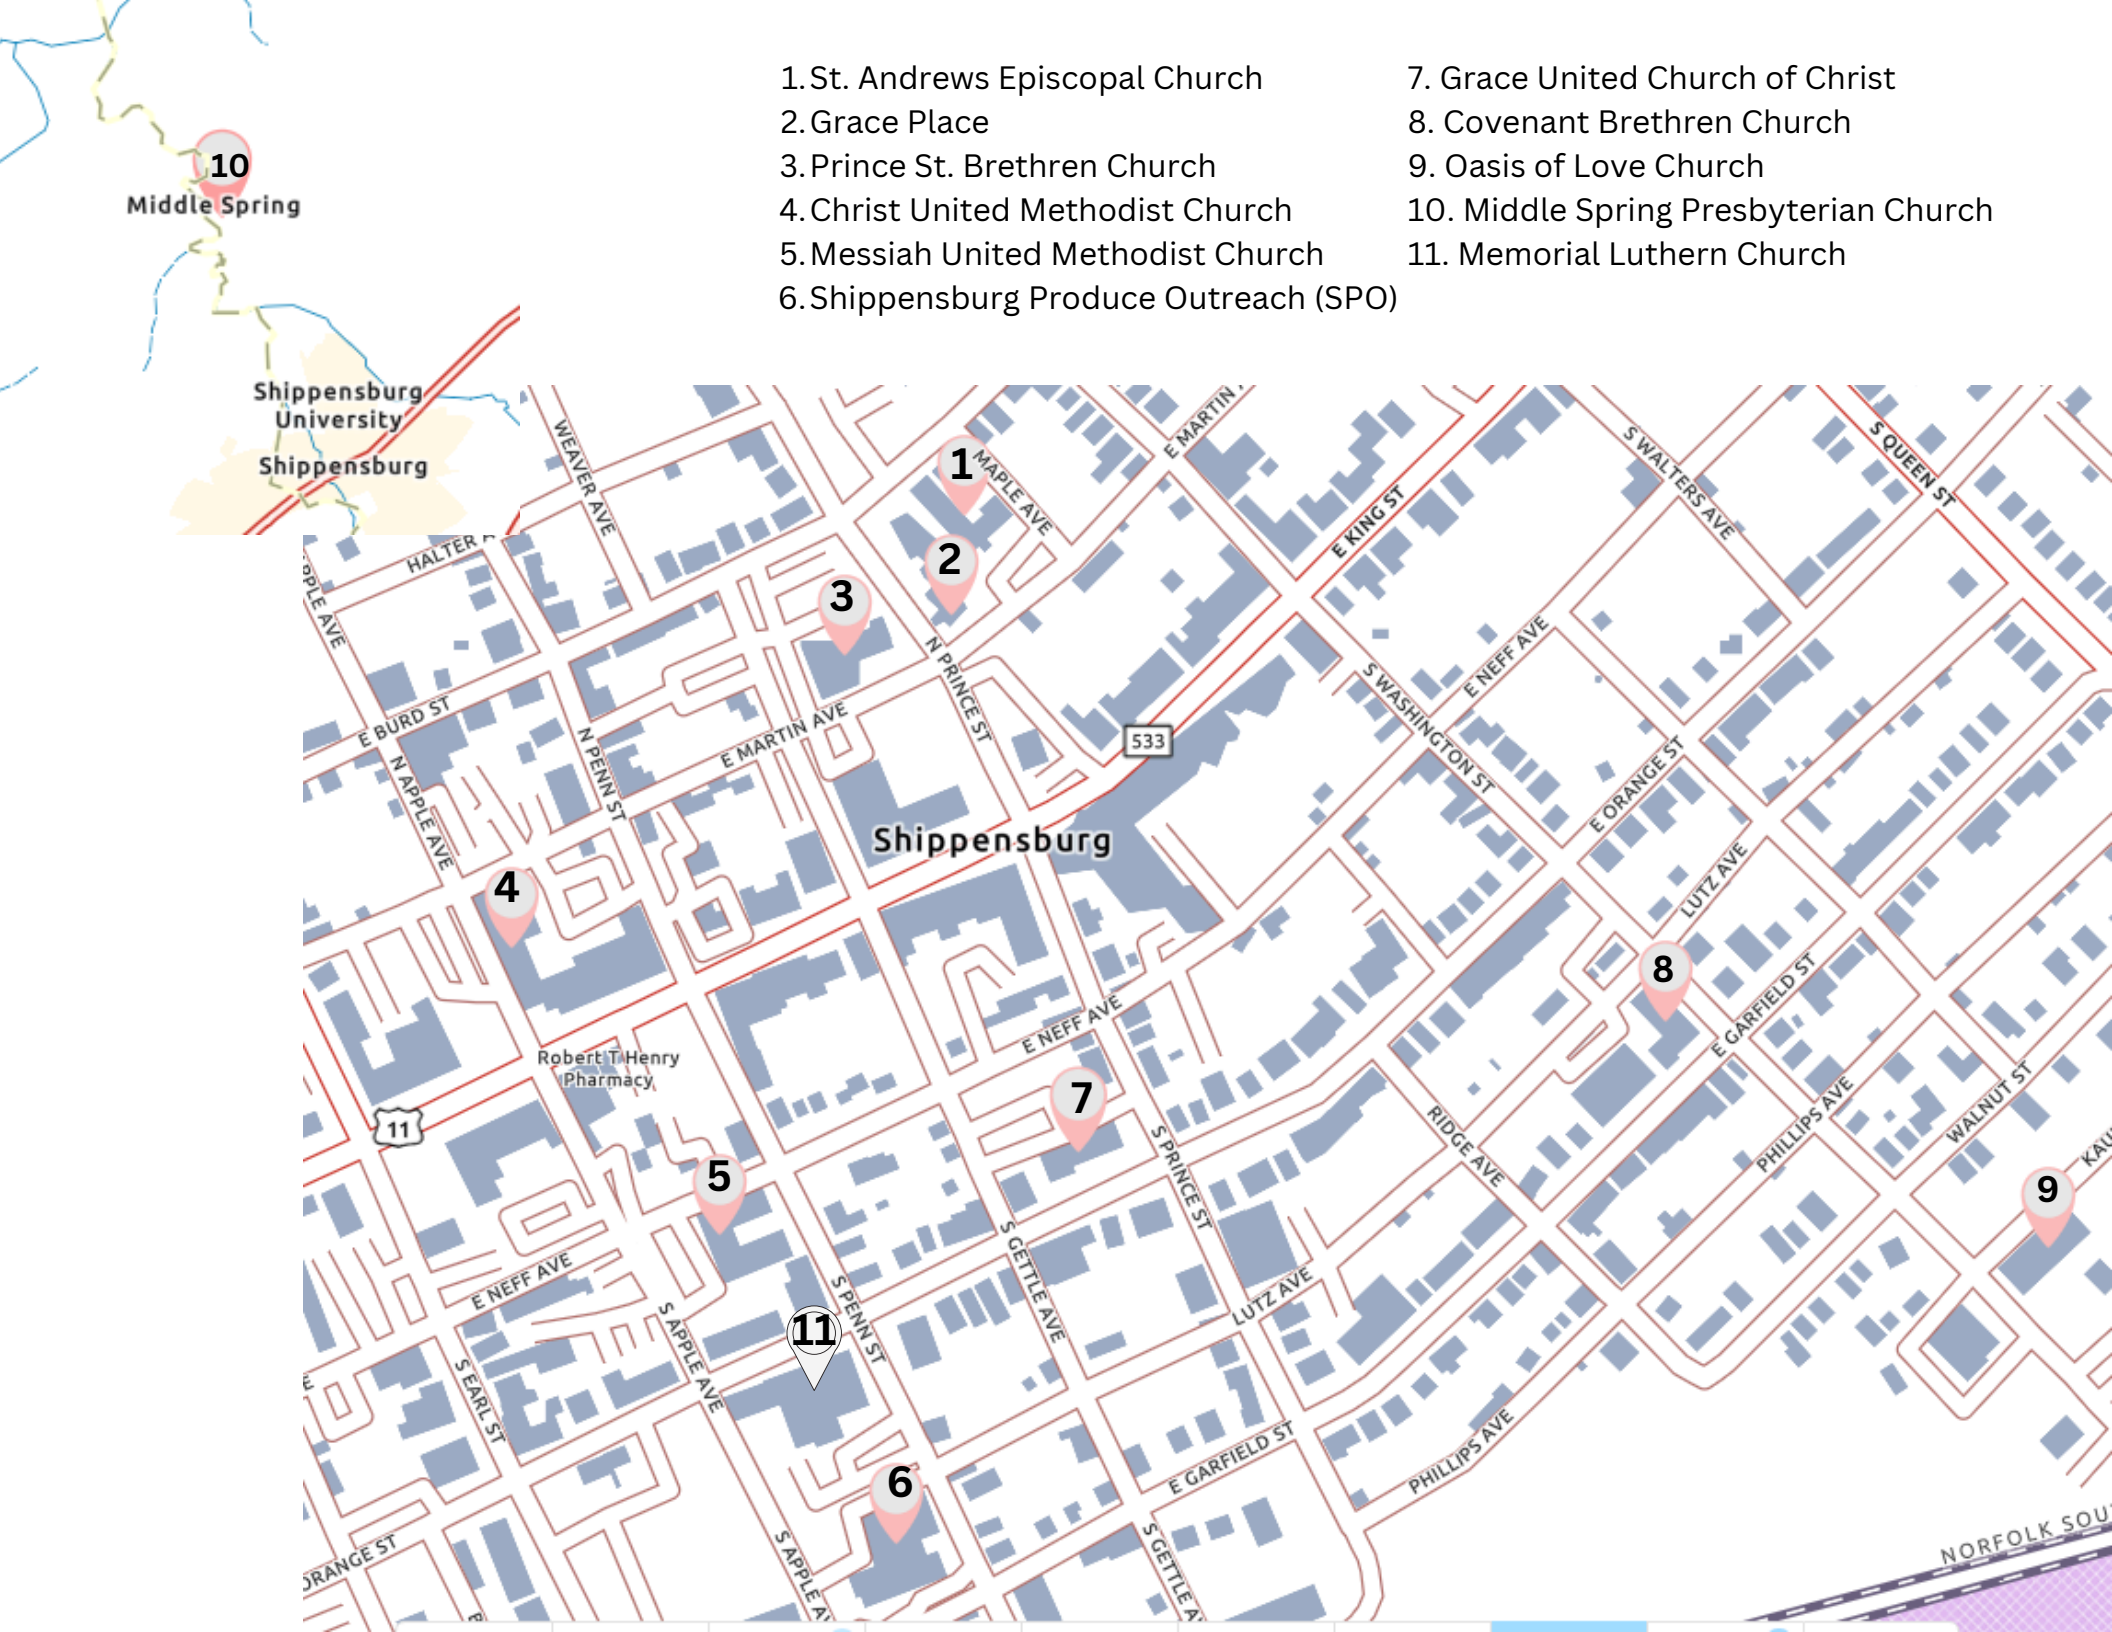 1. St. Andrews Episcopal Church
2. Grace Place
3. Prince St. Brethren Church
4. Christ United Methodist Church
5. Messiah United Methodist Church
6. Shippensburg Produce Outreach (SPO)
7. Grace United Church of Christ
8. Covenant Brethren Church
9. Oasis of Love Church
10. Middle Spring Presbyterian Church
11. Memorial Luthern Church
10
Middle Spring
Shippensburg
University
Shippensburg
WEAVER AVE
1
MAPLE AVE
E MARTIN
S WALTERS AVE
S QUEEN ST
E KING ST
2
3
N PRINCE ST
S WASHINGTON ST
E NEFF AVE
E BURD ST
N APPLE AVE
N PENN ST
E MARTIN AVE
533
E ORANGE ST
Shippensburg
LUTZ AVE
4
8
E GARFIELD ST
E NEFF AVE
Robert T Henry
Pharmacy
11
7
S PRINCE ST
RIDGE AVE
PHILLIPS AVE
WALNUT ST
5
9
E NEFF AVE
S GETTLE AVE
LUTZ AVE
S PENN ST
11
S APPLE AVE
S EARL ST
E GARFIELD ST
PHILLIPS AVE
6
ORANGE ST
S APPLE AV
S GETTLE A
NORFOLK SOU